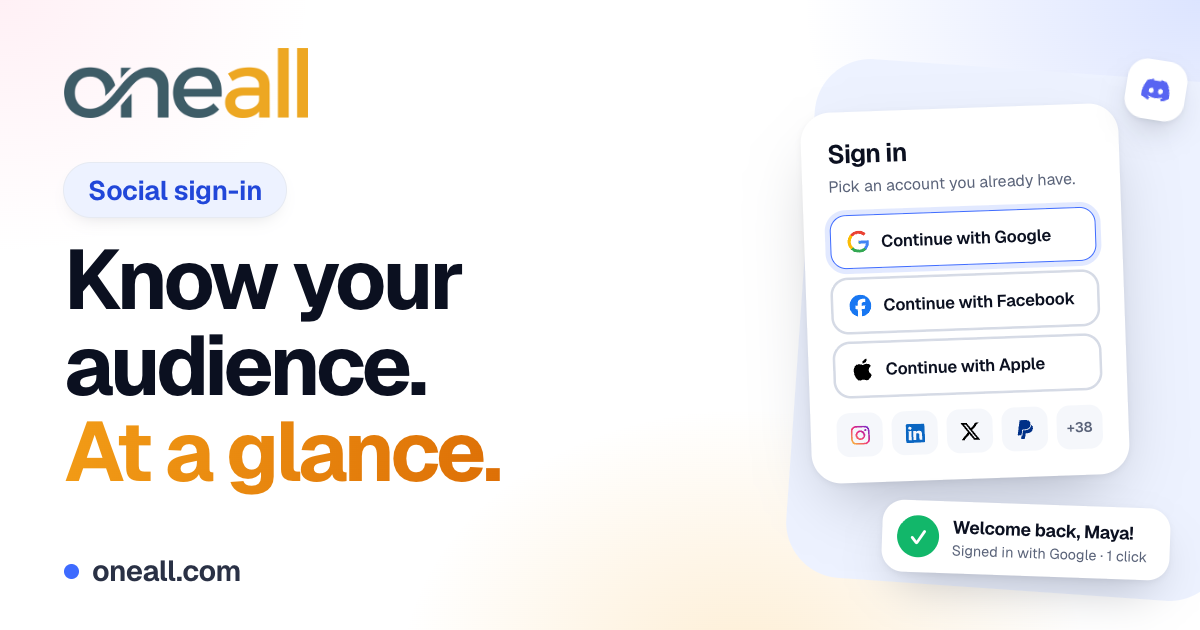 oneall
Social sign-in
Know your
audience.
At a glance.
oneall.com
Sign in
Pick an account you already have.
Continue with Google
Continue with Facebook
Continue with Apple
+38
Welcome back, Maya!
Signed in with Google · 1 click